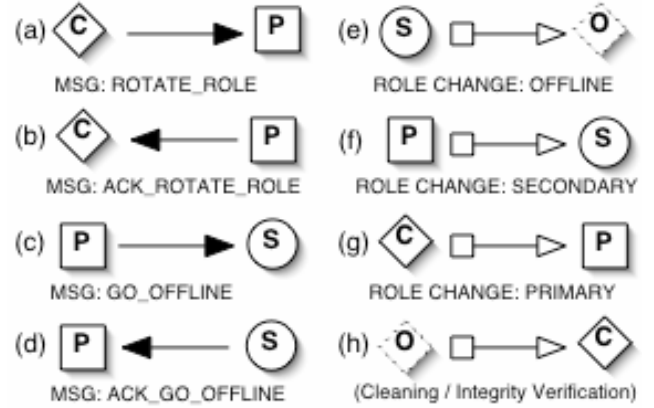 (a) C P
MSG: ROTATE_ROLE
(b) C P
MSG: ACK_ROTATE_ROLE
(c) P S
MSG: GO_OFFLINE
(d) P S
MSG: ACK_GO_OFFLINE
(e) S O
ROLE CHANGE: OFFLINE
(f) P S
ROLE CHANGE: SECONDARY
(g) C P
ROLE CHANGE: PRIMARY
(h) O C
(Cleaning / Integrity Verification)